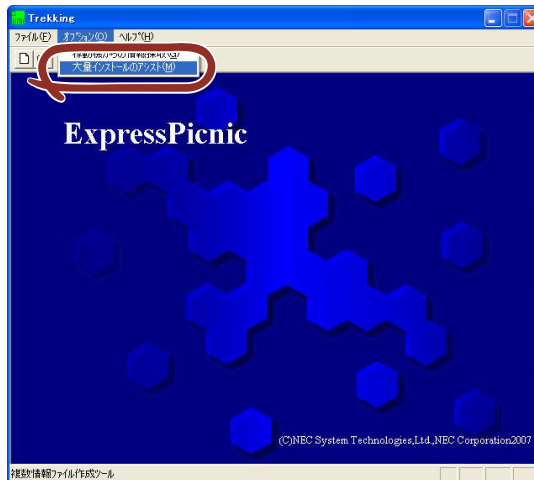 Trekking
ファイル(F) オプション(O) ヘルプ(H)
大量インストールのアシスト(M)
ExpressPicnic
(C)NEC System Technologies,Ltd.,NEC Corporation2007
複数情報ファイル作成ツール